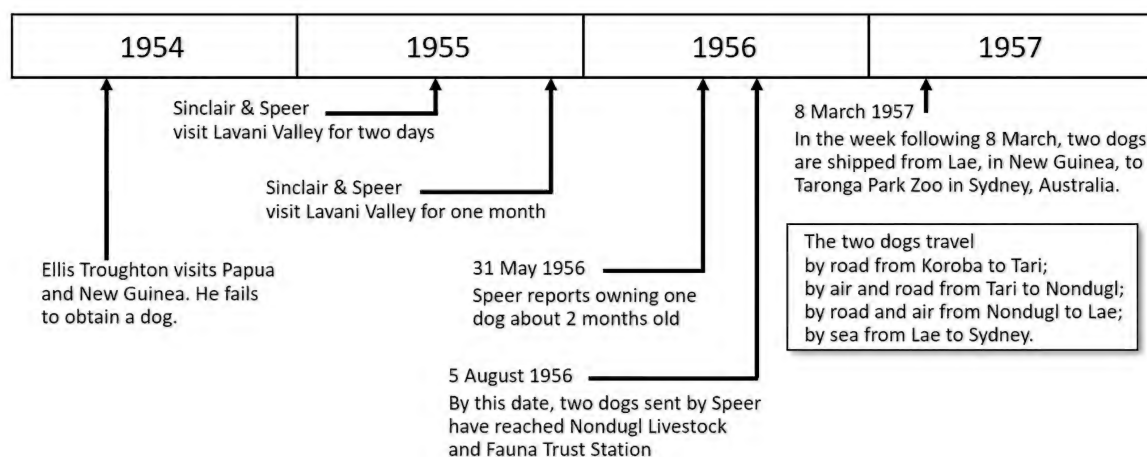 1954
1955
1956
1957
Sinclair & Speer
visit Lavani Valley for two days
Sinclair & Speer
visit Lavani Valley for one month
Ellis Troughton visits Papua
and New Guinea. He fails
to obtain a dog.
31 May 1956
Speer reports owning one
dog about 2 months old
5 August 1956
By this date, two dogs sent by Speer
have reached Nondugl Livestock
and Fauna Trust Station
8 March 1957
In the week following 8 March, two dogs
are shipped from Lae, in New Guinea, to
Taronga Park Zoo in Sydney, Australia.
The two dogs travel
by road from Koroba to Tari;
by air and road from Tari to Nondugl;
by road and air from Nondugl to Lae;
by sea from Lae to Sydney.